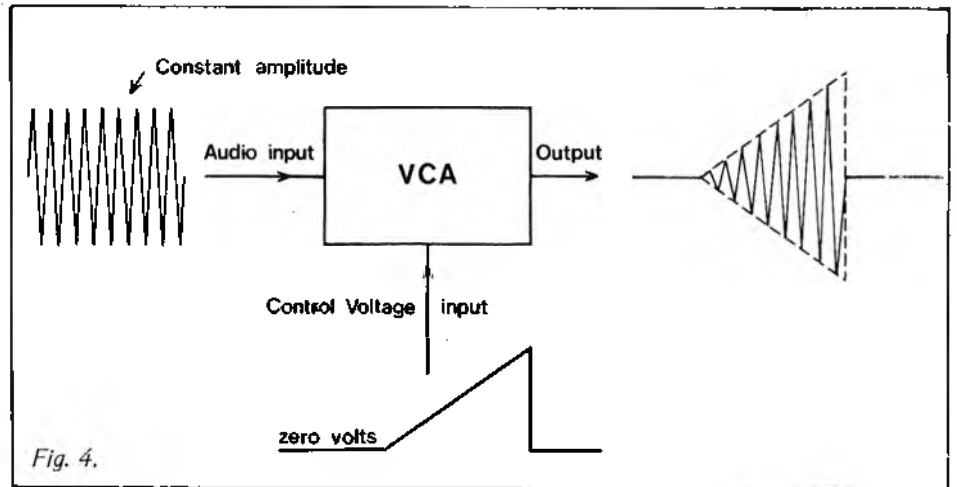 Constant amplitude
Audio input
VCA
Output
Control Voltage input
zero volts
Fig. 4.